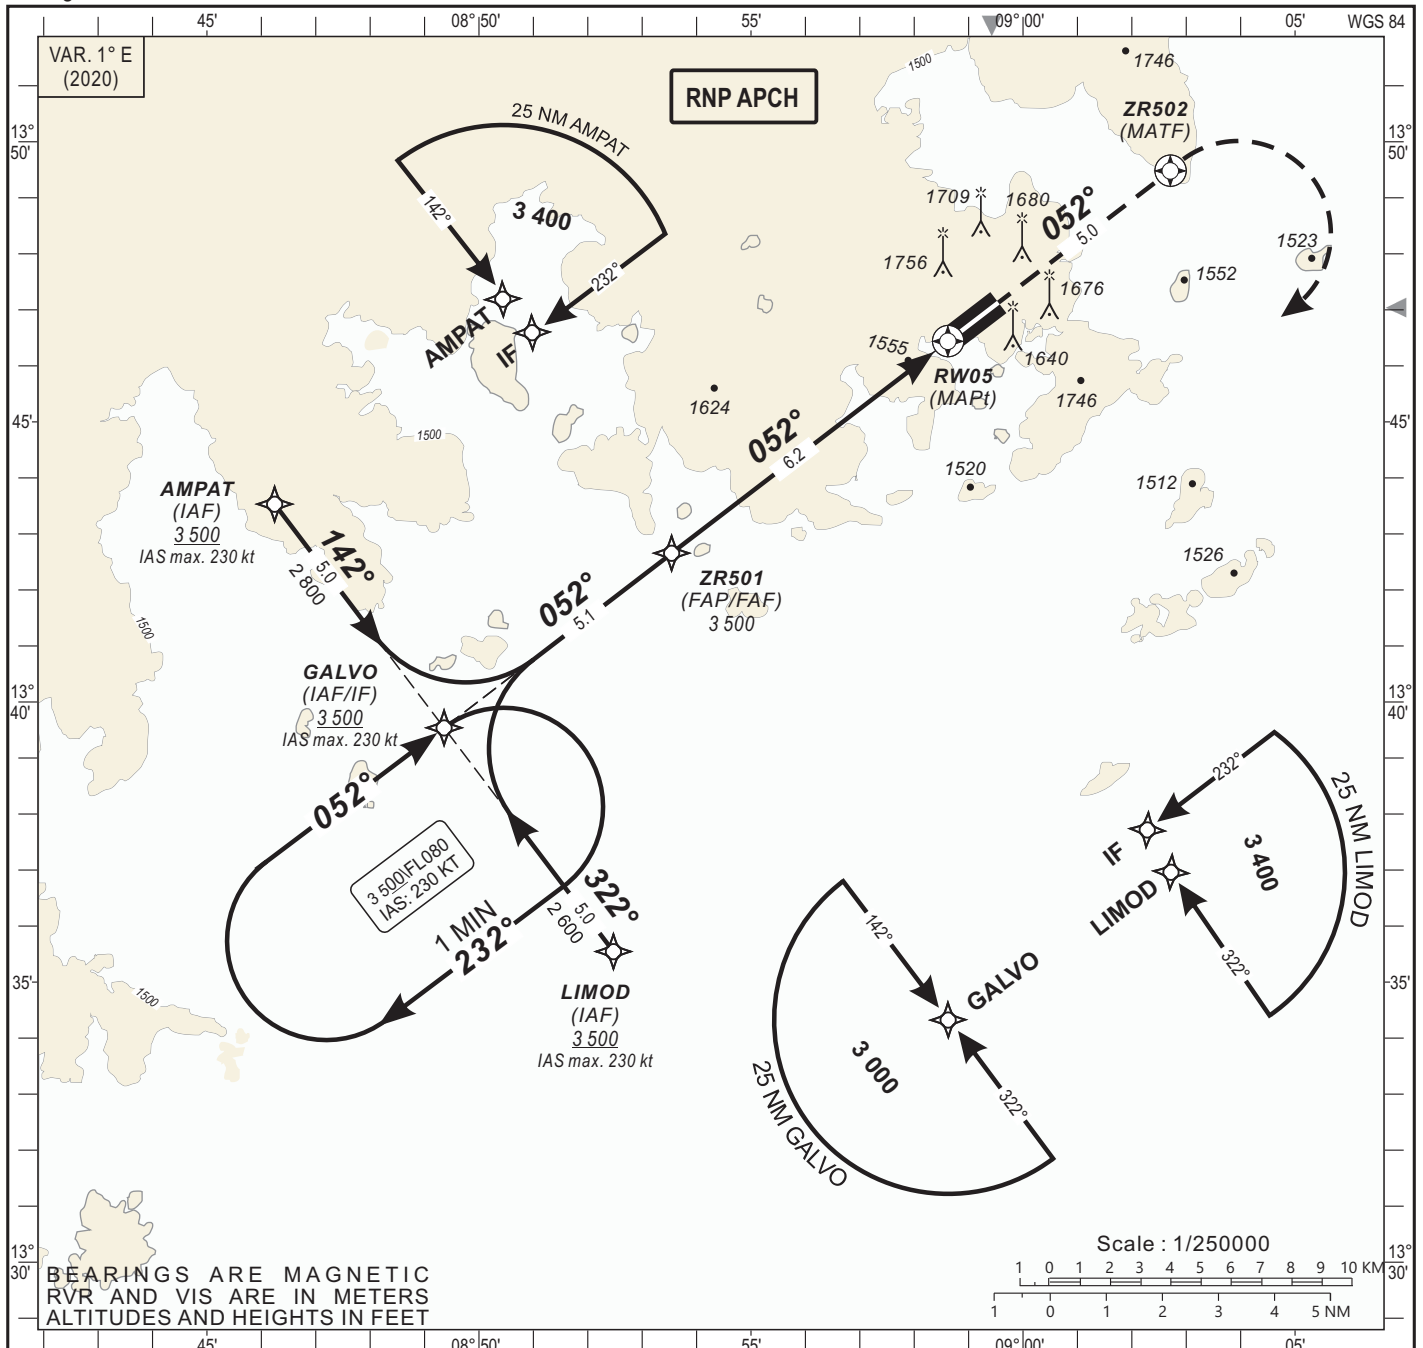 45'
08°50'
55'
09°00'
05'
WGS 84
VAR. 1° E
(2020)
RNP APCH
1500
1746
ZR502
(MATF)
13°
50'
13°
50'
25 NM AMPAT
142°
3 400
232°
AMPAT
IF
1709
1680
1756
1676
052°
5.0
1523
1552
1555
1640
RW05
(MAPt)
1746
1624
45'
45'
1500
052°
6.2
1520
1512
1526
AMPAT
(IAF)
3 500
IAS max. 230 kt
142°
5.0
2 800
ZR501
(FAP/FAF)
3 500
052°
5.1
1500
GALVO
(IAF/IF)
3 500
IAS max. 230 kt
13°
40'
13°
40'
052°
3 500\FL080
IAS: 230 KT
1 MIN
232°
322°
5.0
2 600
LIMOD
(IAF)
3 500
IAS max. 230 kt
232°
25 NM LIMOD
3 400
IF
LIMOD
322°
35'
35'
1500
142°
GALVO
3 000
322°
25 NM GALVO
13°
30'
13°
30'
BEARINGS ARE MAGNETIC
RVR AND VIS ARE IN METERS
ALTITUDES AND HEIGHTS IN FEET
Scale : 1/250000
1 0 1 2 3 4 5 6 7 8 9 10 KM
1 0 1 2 3 4 5 NM
45'
08°50'
55'
09°00'
05'